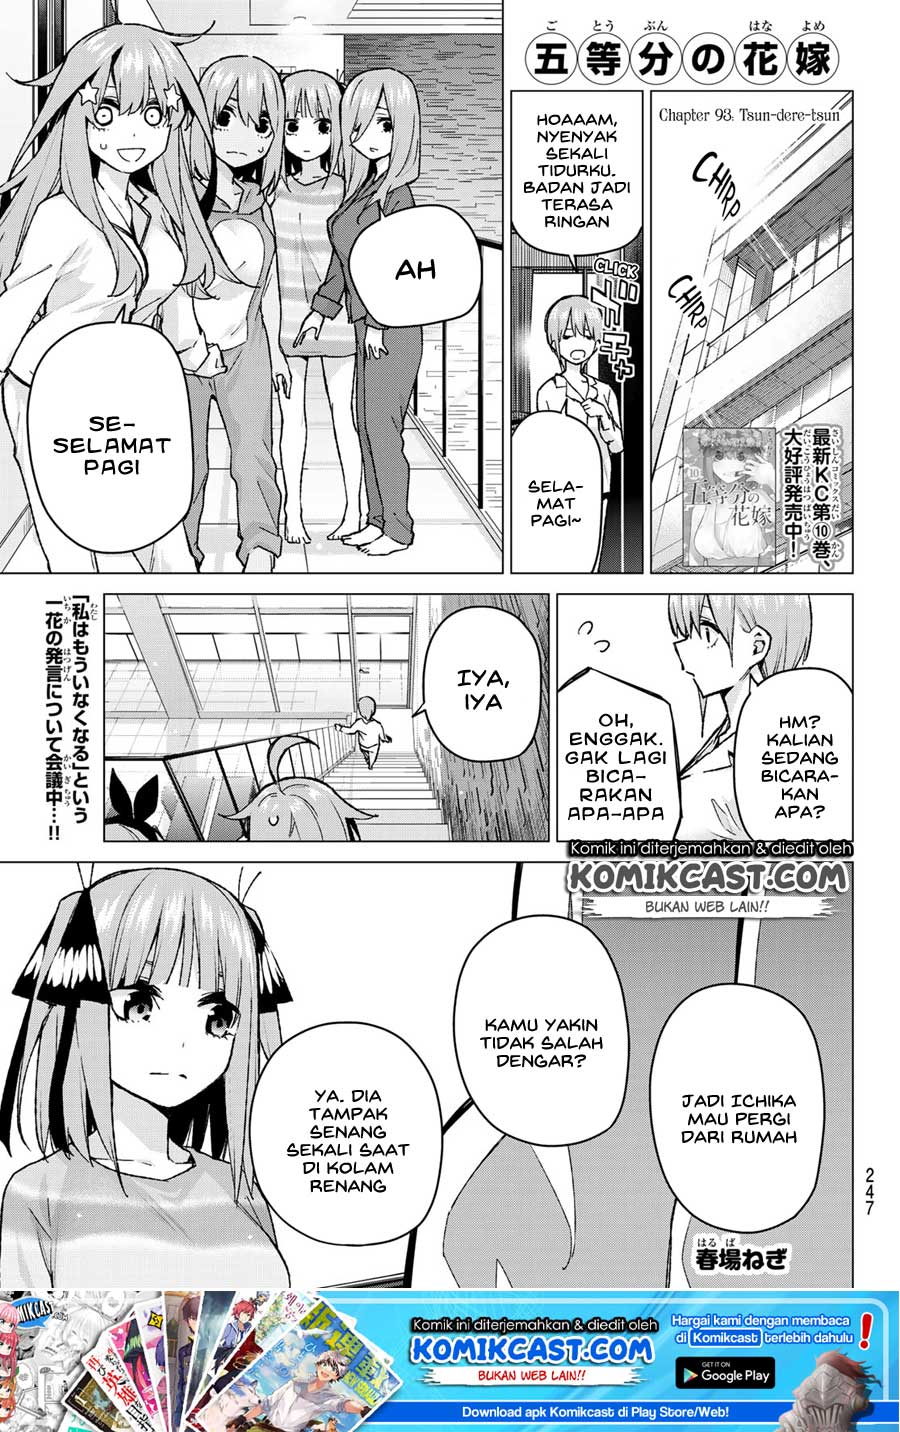 五等分の花嫁
ご とう ぶん はな よめ
Chapter 93: Tsun-dere-tsun
CHIRP
CHIRP
最新KC第⑩巻、
大好評発売中!
五等分の
花嫁
HOAAAM,
NYENYAK
SEKALI
TIDURKU.
BADAN JADI
TERASA
RINGAN
CLICK
SELA-
MAT
PAGI~
AH
SE-
SELAMAT
PAGI
HM?
KALIAN
SEDANG
BICARA-
KAN
APA?
OH,
ENGGAK.
GAK LAGI
BICA-
RAKAN
APA-APA
IYA,
IYA
「私はもういなくなる」という
一花の発言について会議中…!!
Komik ini diterjemahkan & diedit oleh
KOMIKCAST.COM
BUKAN WEB LAIN!!
JADI ICHIKA
MAU PERGI
DARI RUMAH
KAMU YAKIN
TIDAK SALAH
DENGAR?
YA. DIA
TAMPAK
SENANG
SEKALI SAAT
DI KOLAM
RENANG
247
春場ねぎ
はる ば
Komik ini diterjemahkan & diedit oleh
KOMIKCAST.COM
BUKAN WEB LAIN!!
Hargai kami dengan membaca
di Komikcast terlebih dahulu
!
GET IT ON
Google Play
Download apk Komikcast di Play Store/Web!